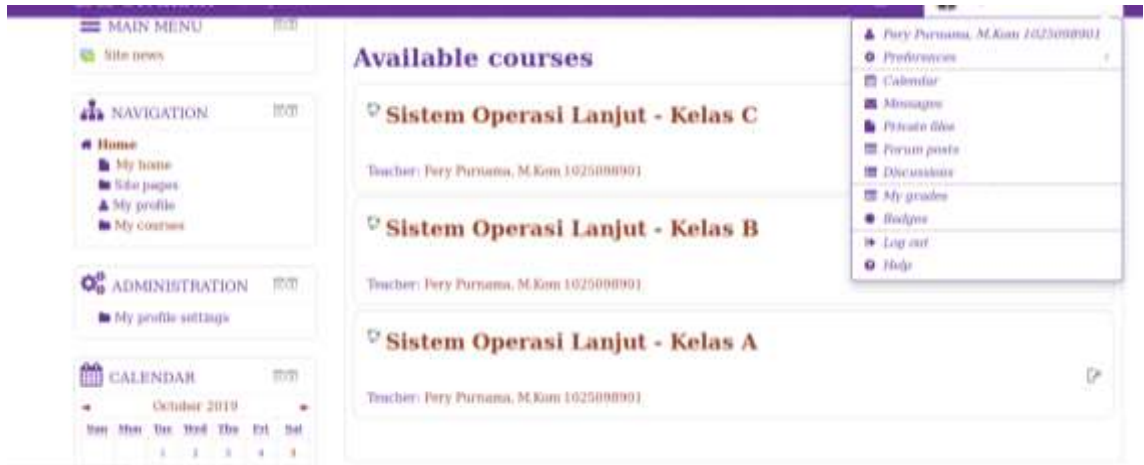 MAIN MENU
Site news
NAVIGATION
Home
My home
Site pages
My profile
My courses
ADMINISTRATION
My profile settings
CALENDAR
October 2019
Sun Mon Tue Wed Thu Fri Sat
1 2 3 4 5
Available courses
Sistem Operasi Lanjut - Kelas C
Teacher: Pery Purnama, M.Kom 1025098901
Sistem Operasi Lanjut - Kelas B
Teacher: Pery Purnama, M.Kom 1025098901
Sistem Operasi Lanjut - Kelas A
Teacher: Pery Purnama, M.Kom 1025098901
Pery Purnama, M.Kom 1025098901
Preferences
Calendar
Messages
Private files
Forum posts
Discussions
My grades
Badges
Log out
Help